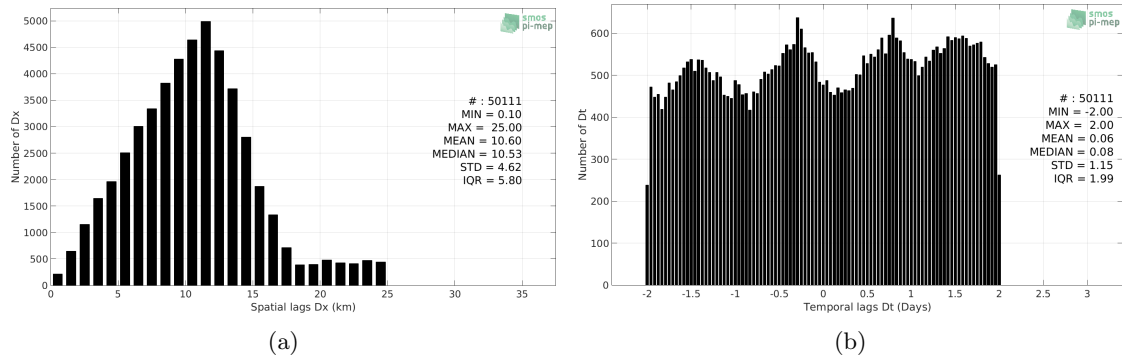 smos
pi-mep
5000
4500
4000
3500
3000
2500
2000
1500
1000
500
0
Number of Dx
# : 50111
MIN = 0.10
MAX = 25.00
MEAN = 10.60
MEDIAN = 10.53
STD = 4.62
IQR = 5.80
0 5 10 15 20 25 30 35
Spatial lags Dx (km)
(a)
smos
pi-mep
600
500
400
300
200
100
0
Number of Dt
# : 50111
MIN = -2.00
MAX = 2.00
MEAN = 0.06
MEDIAN = 0.08
STD = 1.15
IQR = 1.99
-2 -1.5 -1 -0.5 0 0.5 1 1.5 2 2.5 3
Temporal lags Dt (Days)
(b)